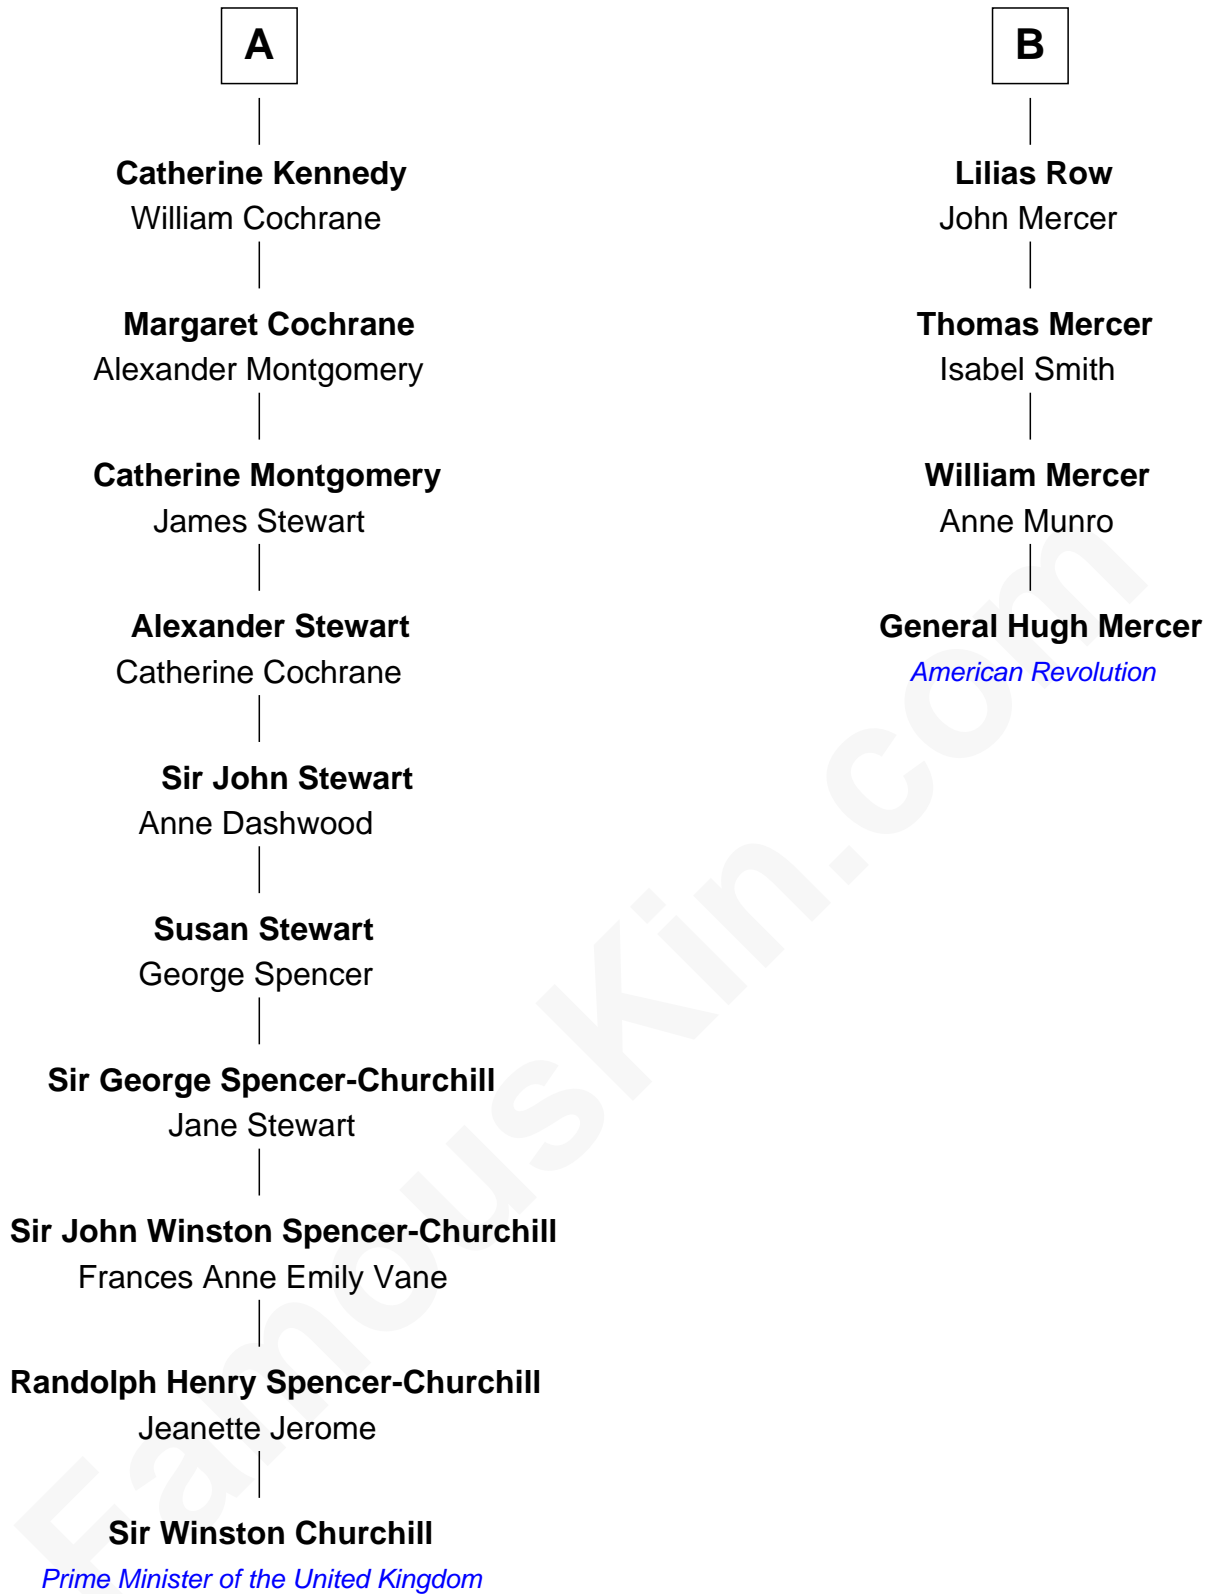 A
Catherine Kennedy
William Cochrane
Margaret Cochrane
Alexander Montgomery
Catherine Montgomery
James Stewart
Alexander Stewart
Catherine Cochrane
Sir John Stewart
Anne Dashwood
Susan Stewart
George Spencer
Sir George Spencer-Churchill
Jane Stewart
Sir John Winston Spencer-Churchill
Frances Anne Emily Vane
Randolph Henry Spencer-Churchill
Jeanette Jerome
Sir Winston Churchill
Prime Minister of the United Kingdom
B
Lilias Row
John Mercer
Thomas Mercer
Isabel Smith
William Mercer
Anne Munro
General Hugh Mercer
American Revolution
FamousKin.com